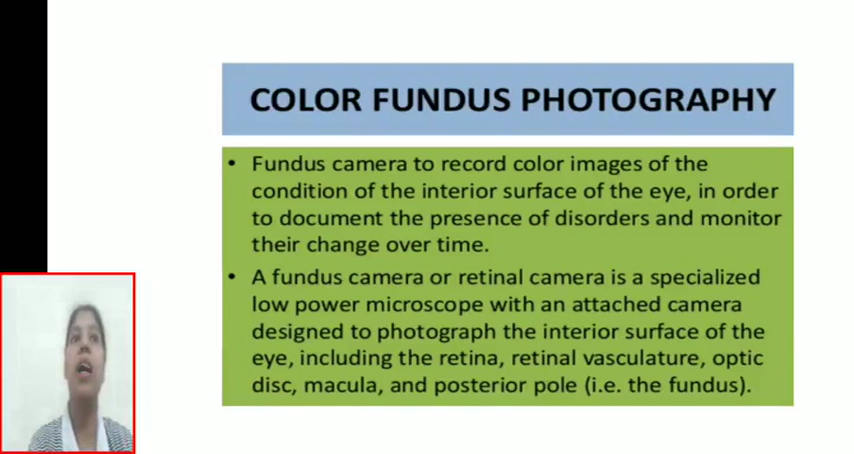 COLOR FUNDUS PHOTOGRAPHY
• Fundus camera to record color images of the
condition of the interior surface of the eye, in order
to document the presence of disorders and monitor
their change over time.
• A fundus camera or retinal camera is a specialized
low power microscope with an attached camera
designed to photograph the interior surface of the
eye, including the retina, retinal vasculature, optic
disc, macula, and posterior pole (i.e. the fundus).